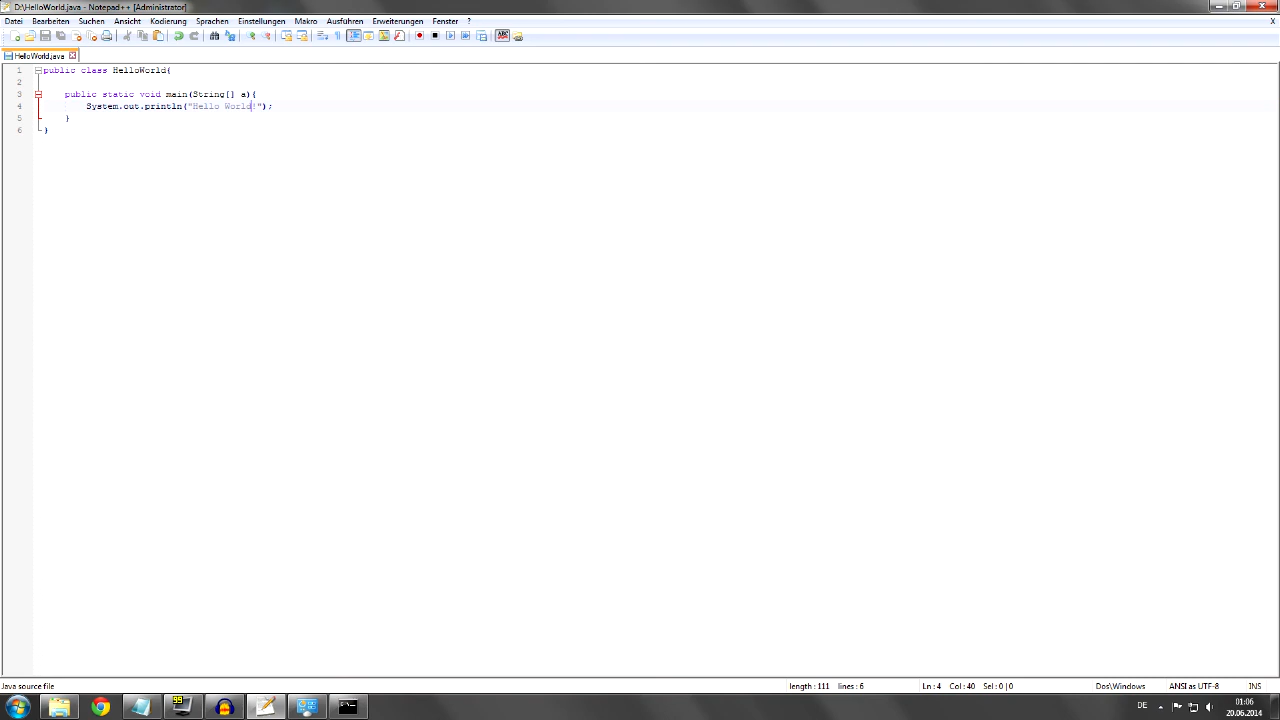 D:\HelloWorld.java - Notepad++ [Administrator]
Datei Bearbeiten Suchen Ansicht Kodierung Sprachen Einstellungen Makro Ausführen Erweiterungen Fenster ? X
HelloWorld.java
1 public class HelloWorld{
2
3 public static void main(String[] a){
4 System.out.println("Hello World!");
5 }
6 }
Java source file length : 111 lines : 6 Ln : 4 Col : 40 Sel : 0 | 0 Dos\Windows ANSI as UTF-8 INS
DE 01:06
20.06.2014